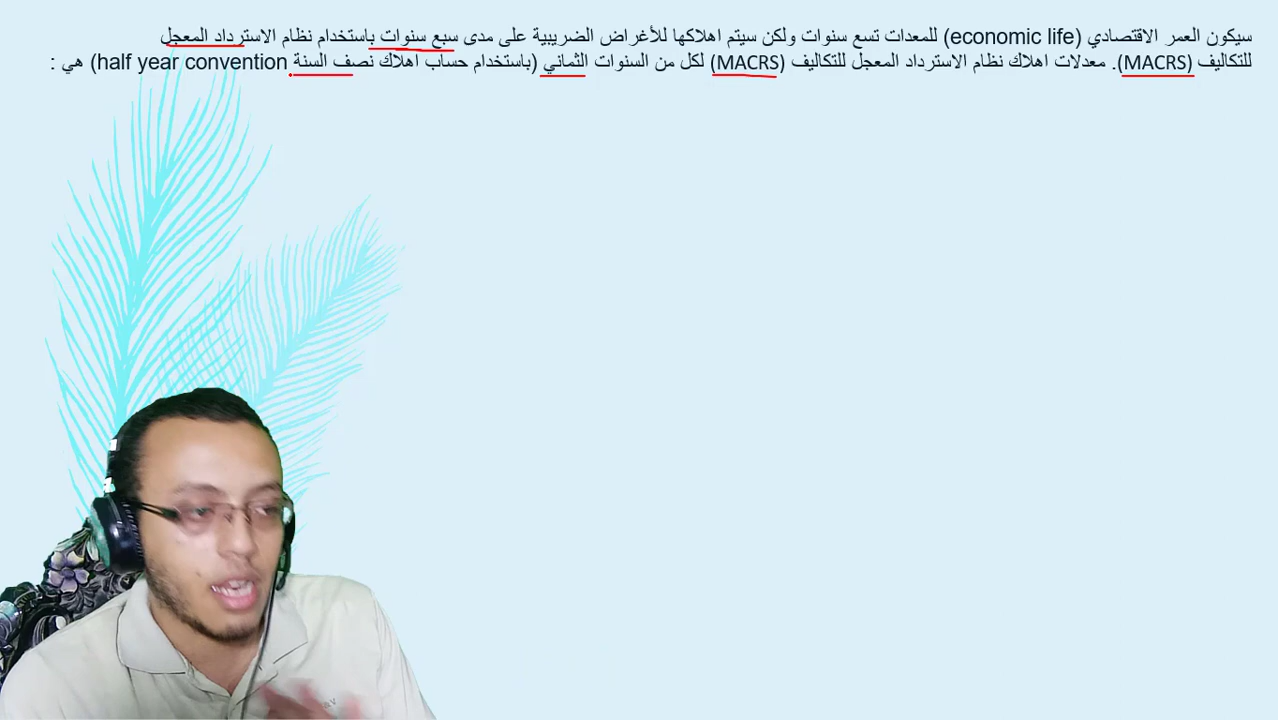 سيكون العمر الاقتصادي (economic life) للمعدات تسع سنوات ولكن سيتم اهلاكها للأغراض الضريبية على مدى سبع سنوات باستخدام نظام الاسترداد المعجل
للتكاليف (MACRS). معدلات اهلاك نظام الاسترداد المعجل للتكاليف (MACRS) لكل من السنوات الثماني (باستخدام حساب اهلاك نصف السنة half year convention) هي :